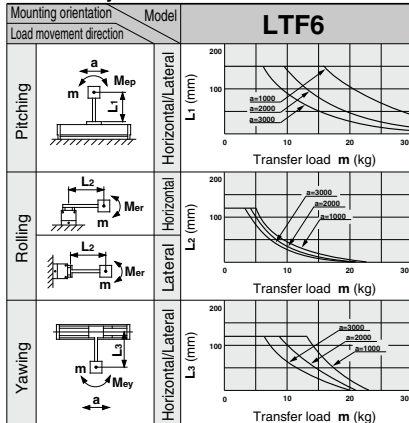 Mounting orientation
Model
Load movement direction
LTF6
Pitching
a
Mep
m
L1
Horizontal/Lateral
L1 (mm)
200
100
a=1000
a=2000
a=3000
0 10 20 30
Transfer load m (kg)
Rolling
L2
m
Mer
Horizontal
L2
m
Mer
Lateral
L2 (mm)
200
100
a=3000
a=2000
a=1000
0 10 20 30
Transfer load m (kg)
Yawing
L3
m
Mey
a
Horizontal/Lateral
L3 (mm)
200
100
a=3000
a=2000
a=1000
0 10 20 30
Transfer load m (kg)